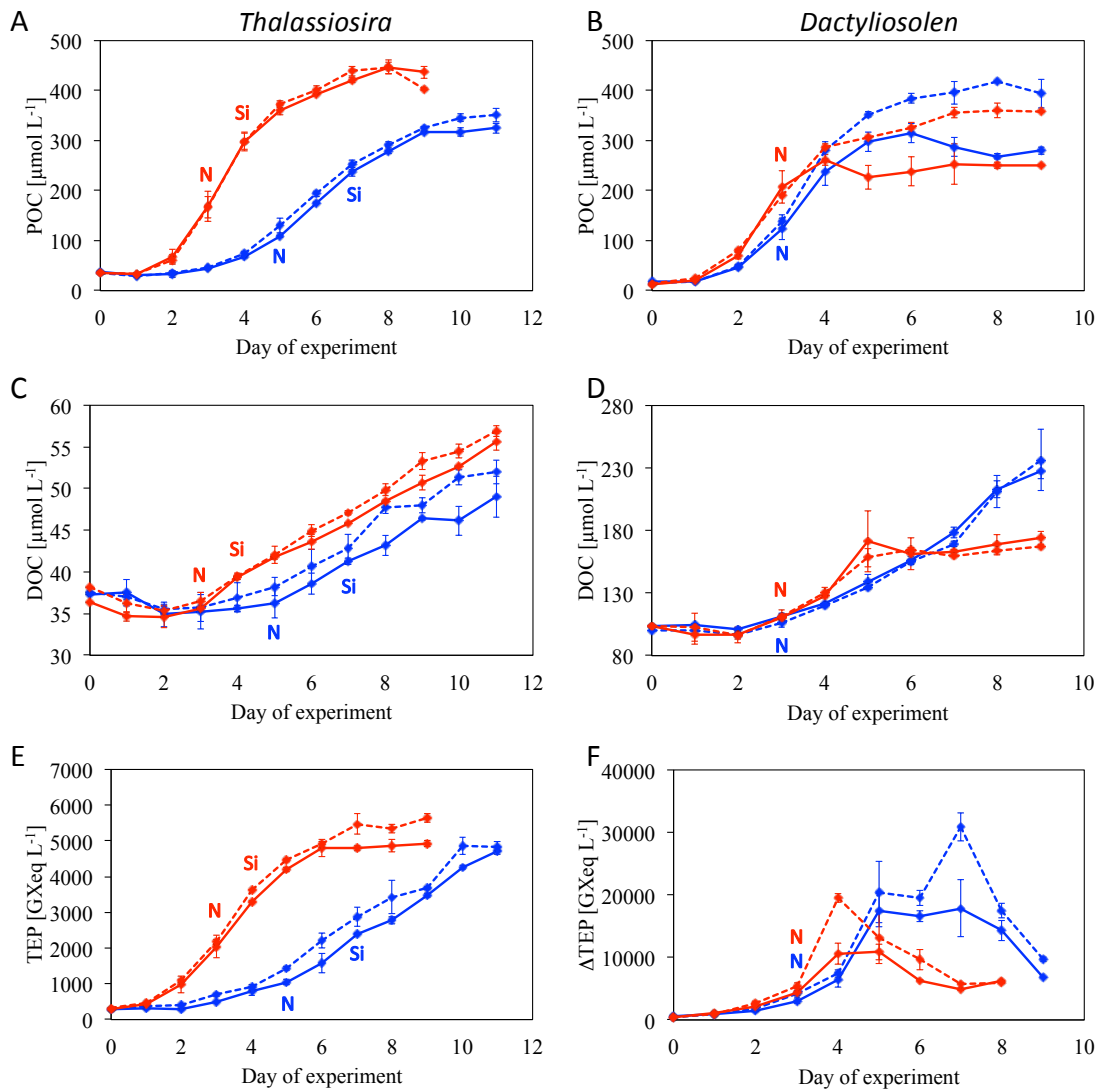 A Thalassiosira
500
400
300
200
100
0
POC [µmol L⁻¹]
N
Si
N
Si
0 2 4 6 8 10 12
Day of experiment
B Dactyliosolen
500
400
300
200
100
0
POC [µmol L⁻¹]
N
N
0 2 4 6 8 10
Day of experiment
C
60
55
50
45
40
35
30
DOC [µmol L⁻¹]
N
Si
N
Si
0 2 4 6 8 10 12
Day of experiment
D
280
230
180
130
80
DOC [µmol L⁻¹]
N
N
0 2 4 6 8 10
Day of experiment
E
7000
6000
5000
4000
3000
2000
1000
0
TEP [GXeq L⁻¹]
N
Si
N
Si
0 2 4 6 8 10 12
Day of experiment
F
40000
30000
20000
10000
0
ΔTEP [GXeq L⁻¹]
N
N
0 2 4 6 8 10
Day of experiment